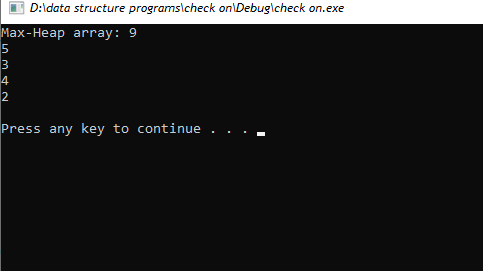 D:\data structure programs\check on\Debug\check on.exe
Max-Heap array: 9
5
3
4
2
Press any key to continue . . .